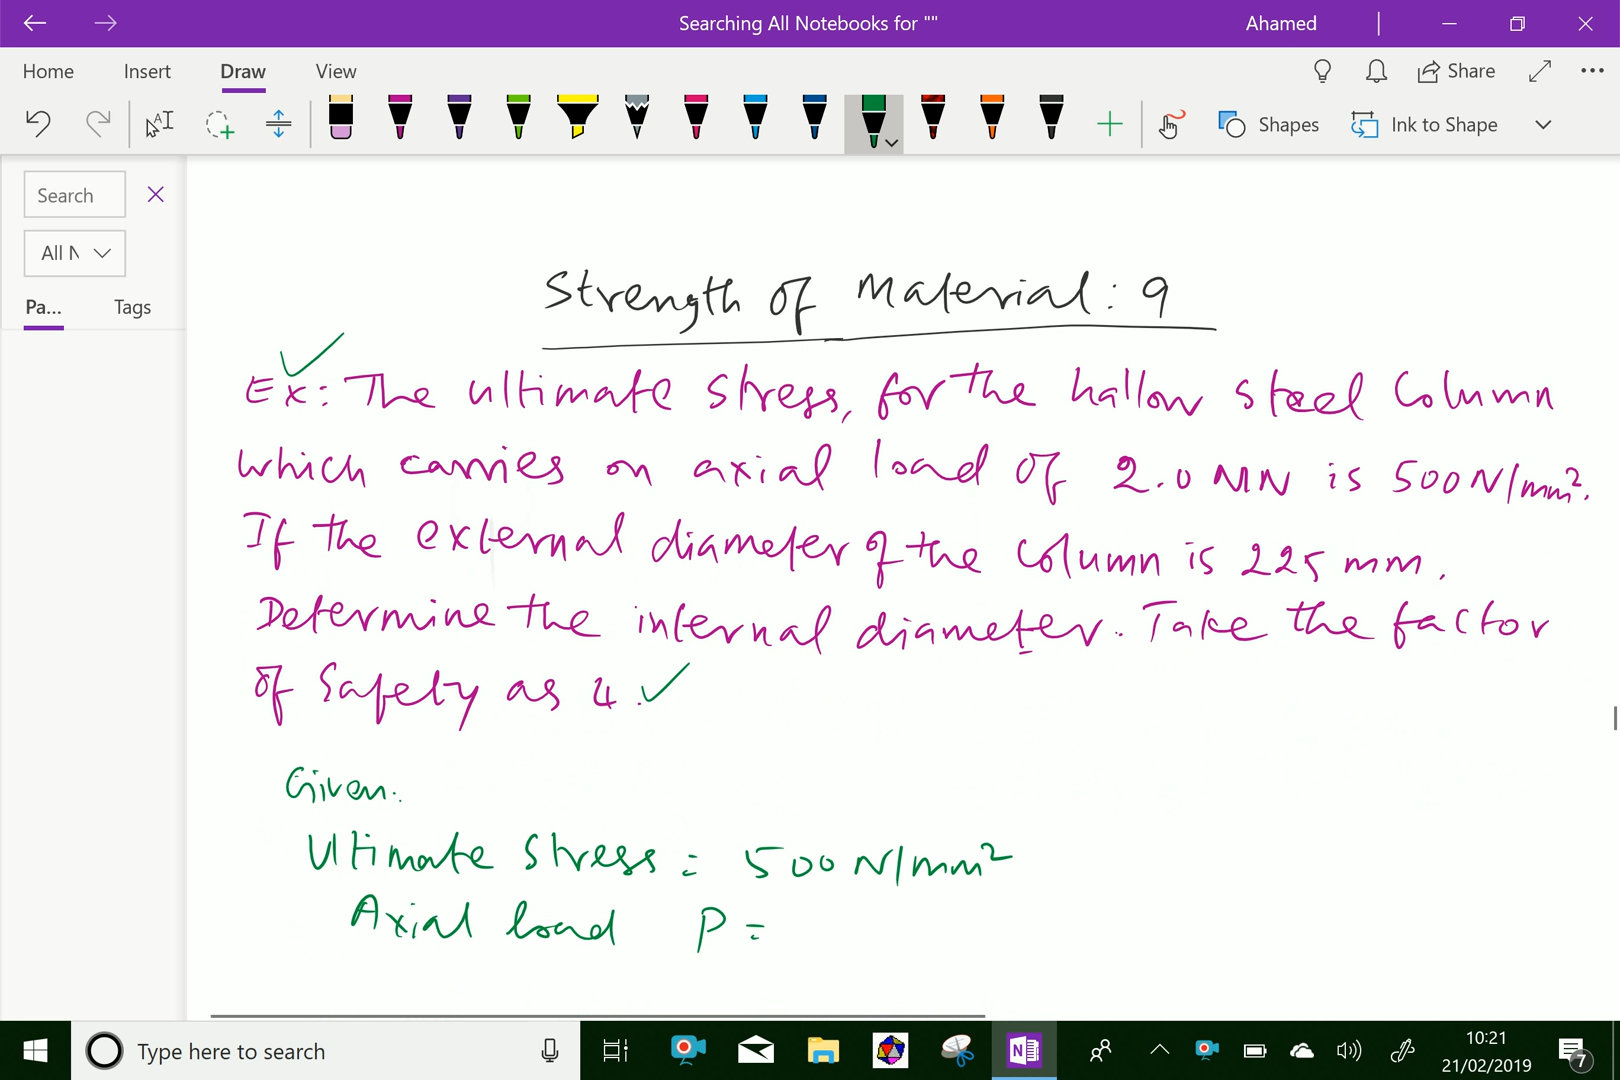 Searching All Notebooks for ""
Ahamed
Home Insert Draw View
Share
Shapes
Ink to Shape
Search
All N
Pa... Tags
Strength of Material: 9
Ex: The ultimate stress, for the hallow steel Column
which carries an axial load of 2.0 MN is 500N/mm².
If the external diameter of the column is 225 mm.
Determine the internal diameter. Take the factor
of Safety as 4.
Given:
Ultimate Stress = 500 N/mm²
Axial load P =
Type here to search
N
10:21
21/02/2019
7